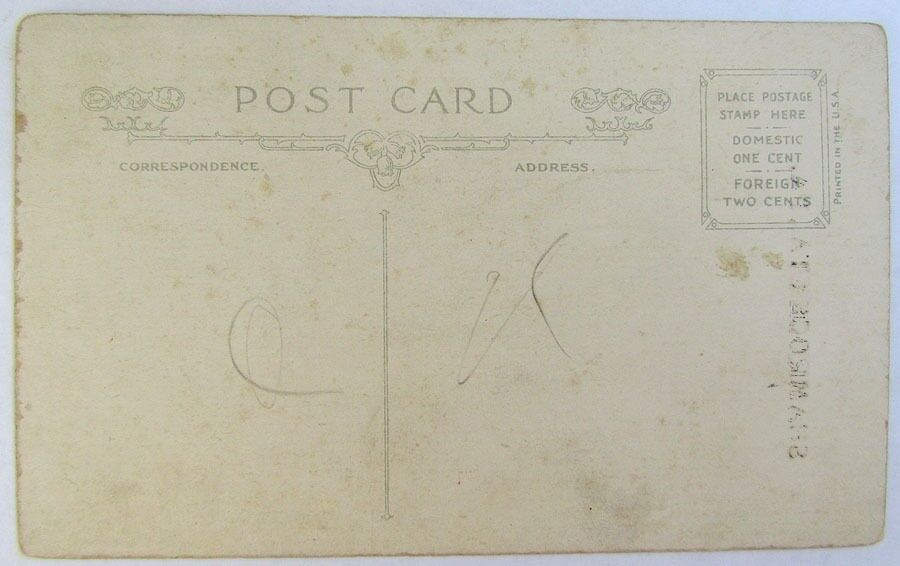 POST CARD
CORRESPONDENCE.
ADDRESS.
PLACE POSTAGE
STAMP HERE
DOMESTIC
ONE CENT
FOREIGN
TWO CENTS
PRINTED IN THE U.S.A.